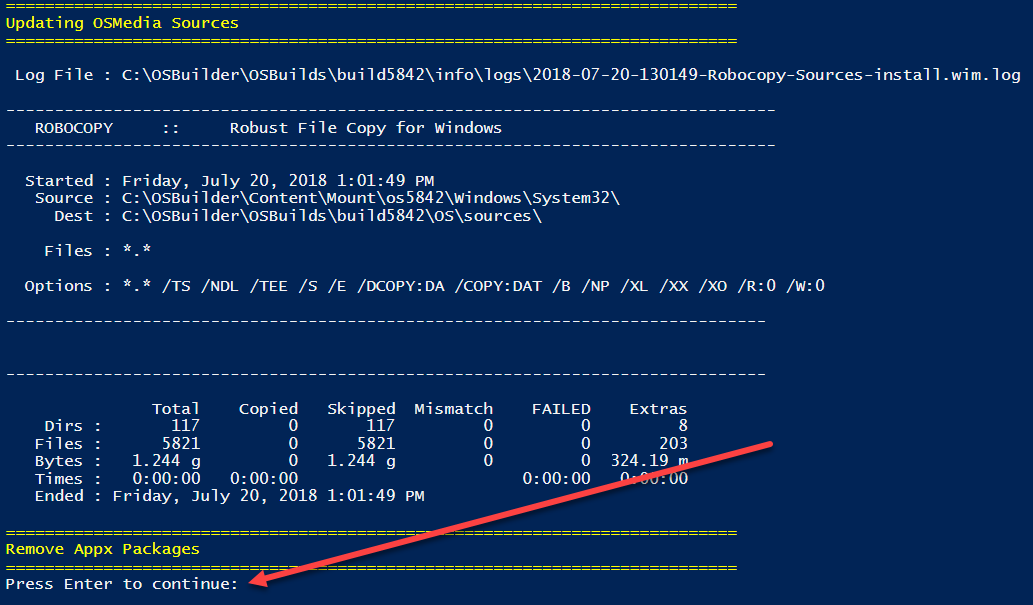 ===========================================================================
Updating OSMedia Sources
===========================================================================
Log File : C:\OSBuilder\OSBuilds\build5842\info\logs\2018-07-20-130149-Robocopy-Sources-install.wim.log
-------------------------------------------------------------------------------
ROBOCOPY     ::     Robust File Copy for Windows
-------------------------------------------------------------------------------
Started : Friday, July 20, 2018 1:01:49 PM
Source : C:\OSBuilder\Content\Mount\os5842\Windows\System32\
Dest : C:\OSBuilder\OSBuilds\build5842\OS\sources\
Files : *.*
Options : *.* /TS /NDL /TEE /S /E /DCOPY:DA /COPY:DAT /B /NP /XL /XX /XO /R:0 /W:0
------------------------------------------------------------------------------
------------------------------------------------------------------------------
Total    Copied   Skipped  Mismatch    FAILED    Extras
Dirs :       117         0       117         0         0         8
Files :      5821         0      5821         0         0       203
Bytes :   1.244 g         0   1.244 g         0         0  324.19 m
Times :   0:00:00   0:00:00                       0:00:00   0:00:00
Ended : Friday, July 20, 2018 1:01:49 PM
===========================================================================
Remove Appx Packages
===========================================================================
Press Enter to continue: